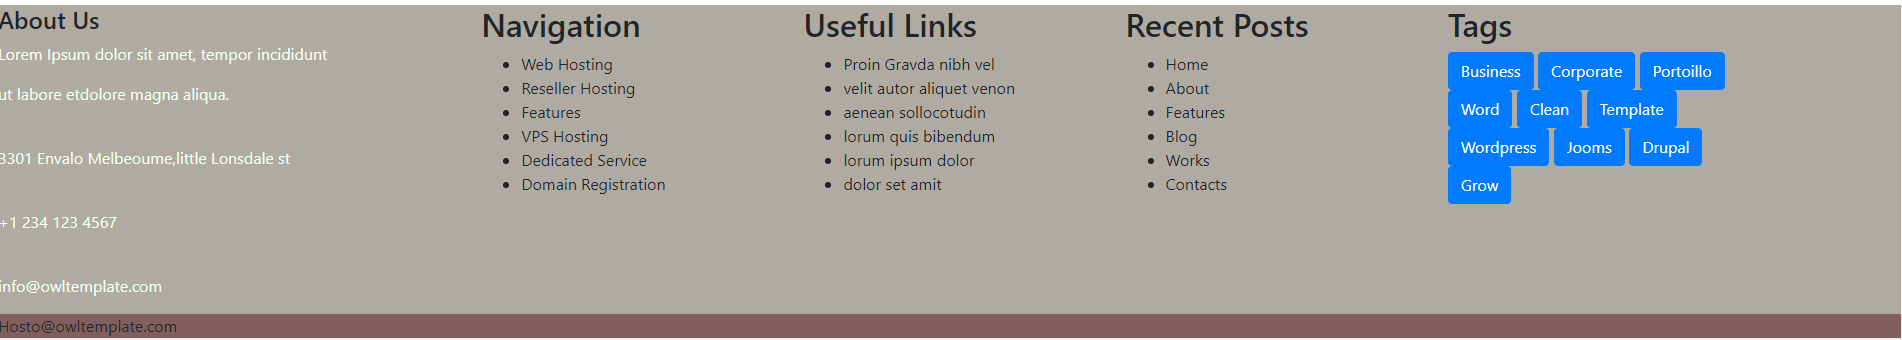 About Us
Lorem Ipsum dolor sit amet, tempor incididunt
ut labore etdolore magna aliqua.
3301 Envalo Melbeoume,little Lonsdale st
+1 234 123 4567
info@owltemplate.com
Navigation
Web Hosting
Reseller Hosting
Features
VPS Hosting
Dedicated Service
Domain Registration
Useful Links
Proin Gravda nibh vel
velit autor aliquet venon
aenean sollocotudin
lorum quis bibendum
lorum ipsum dolor
dolor set amit
Recent Posts
Home
About
Features
Blog
Works
Contacts
Tags
Business Corporate Portoillo
Word Clean Template
Wordpress Jooms Drupal
Grow
Hosto@owltemplate.com